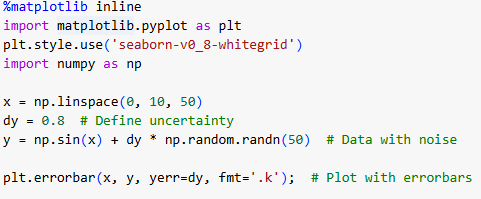 %matplotlib inline
import matplotlib.pyplot as plt
plt.style.use('seaborn-v0_8-whitegrid')
import numpy as np
x = np.linspace(0, 10, 50)
dy = 0.8  # Define uncertainty
y = np.sin(x) + dy * np.random.randn(50)  # Data with noise
plt.errorbar(x, y, yerr=dy, fmt='.k');  # Plot with errorbars